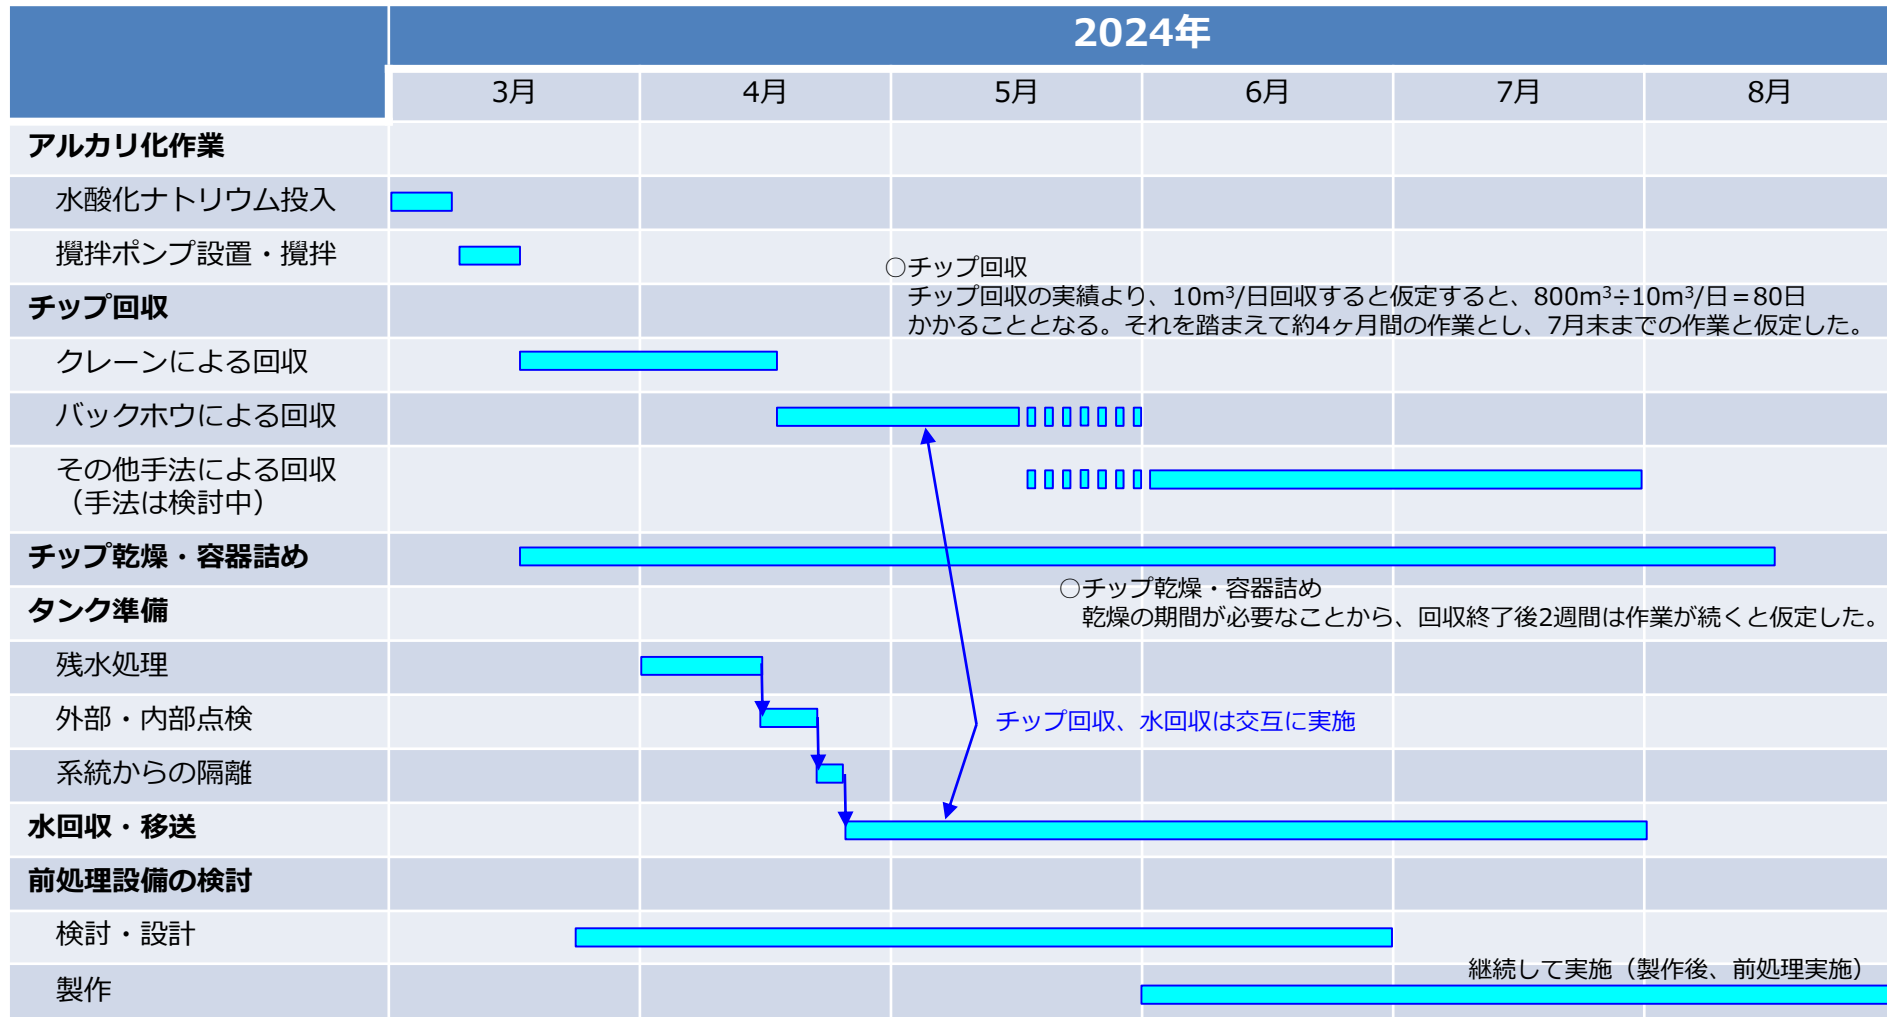 2024年
3月
4月
5月
6月
7月
8月
アルカリ化作業
水酸化ナトリウム投入
攪拌ポンプ設置・攪拌
○チップ回収
チップ回収の実績より、10m³/日回収すると仮定すると、800m³÷10m³/日＝80日
かかることとなる。それを踏まえて約4ヶ月間の作業とし、7月末までの作業と仮定した。
チップ回収
クレーンによる回収
バックホウによる回収
その他手法による回収
（手法は検討中）
チップ乾燥・容器詰め
○チップ乾燥・容器詰め
乾燥の期間が必要なことから、回収終了後2週間は作業が続くと仮定した。
タンク準備
残水処理
外部・内部点検
チップ回収、水回収は交互に実施
系統からの隔離
水回収・移送
前処理設備の検討
検討・設計
継続して実施（製作後、前処理実施）
製作